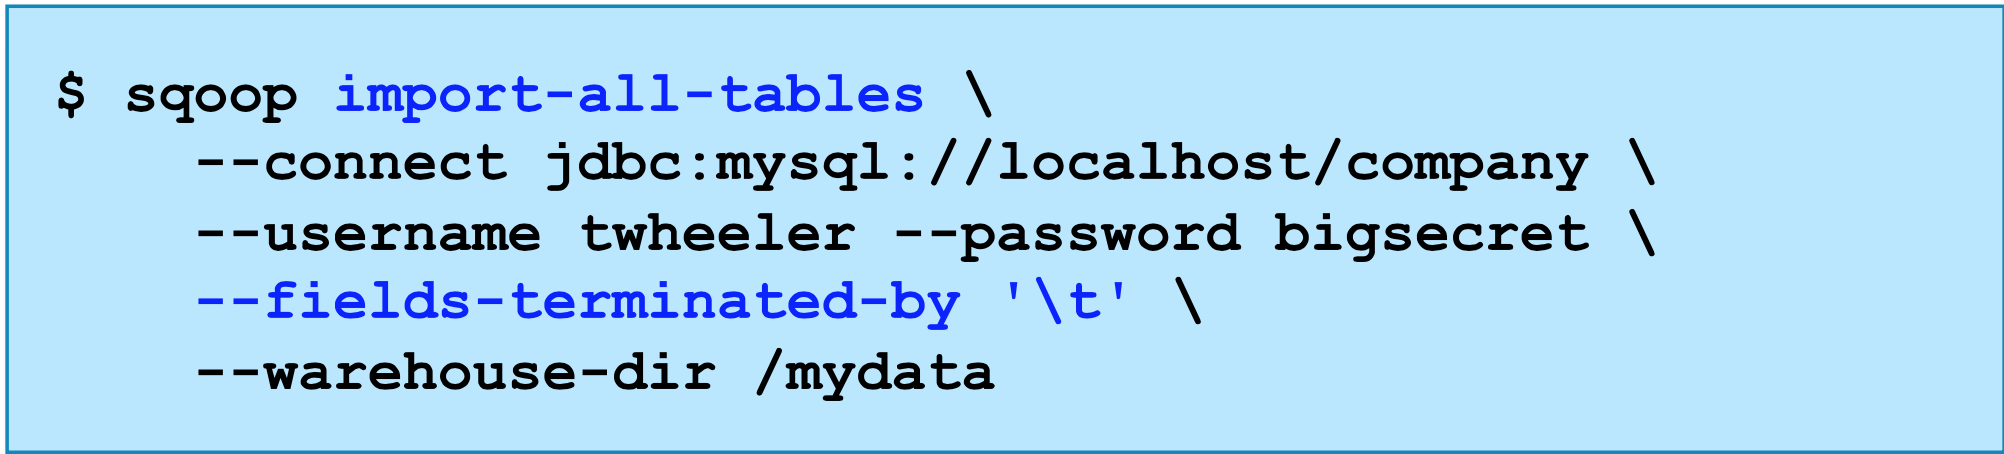 $ sqoop import-all-tables \
--connect jdbc:mysql://localhost/company \
--username twheeler --password bigsecret \
--fields-terminated-by '\t' \
--warehouse-dir /mydata